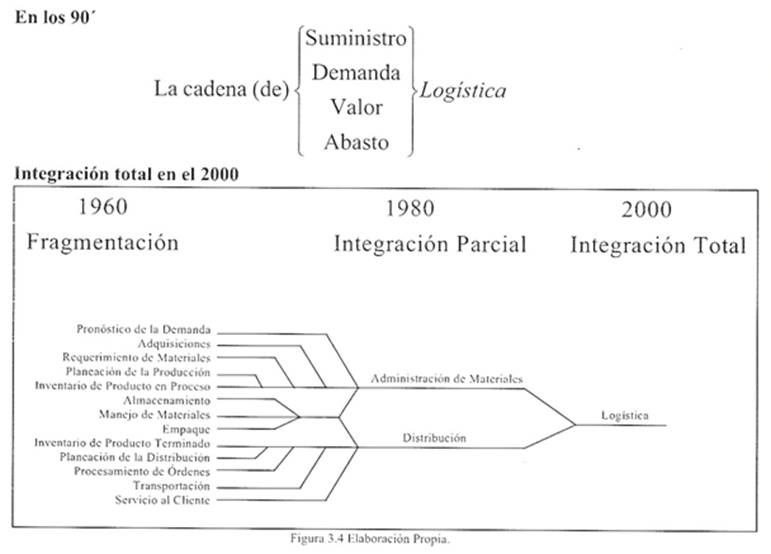 En los 90´
La cadena (de)
Suministro
Demanda
Valor
Abasto
Logística
Integración total en el 2000
1960 1980 2000
Fragmentación Integración Parcial Integración Total
Pronóstico de la Demanda
Adquisiciones
Requerimiento de Materiales
Planeación de la Producción
Inventario de Producto en Proceso
Almacenamiento
Manejo de Materiales
Empaque
Inventario de Producto Terminado
Planeación de la Distribución
Procesamiento de Órdenes
Transportación
Servicio al Cliente
Administración de Materiales
Distribución
Logística
Figura 3.4 Elaboración Propia.